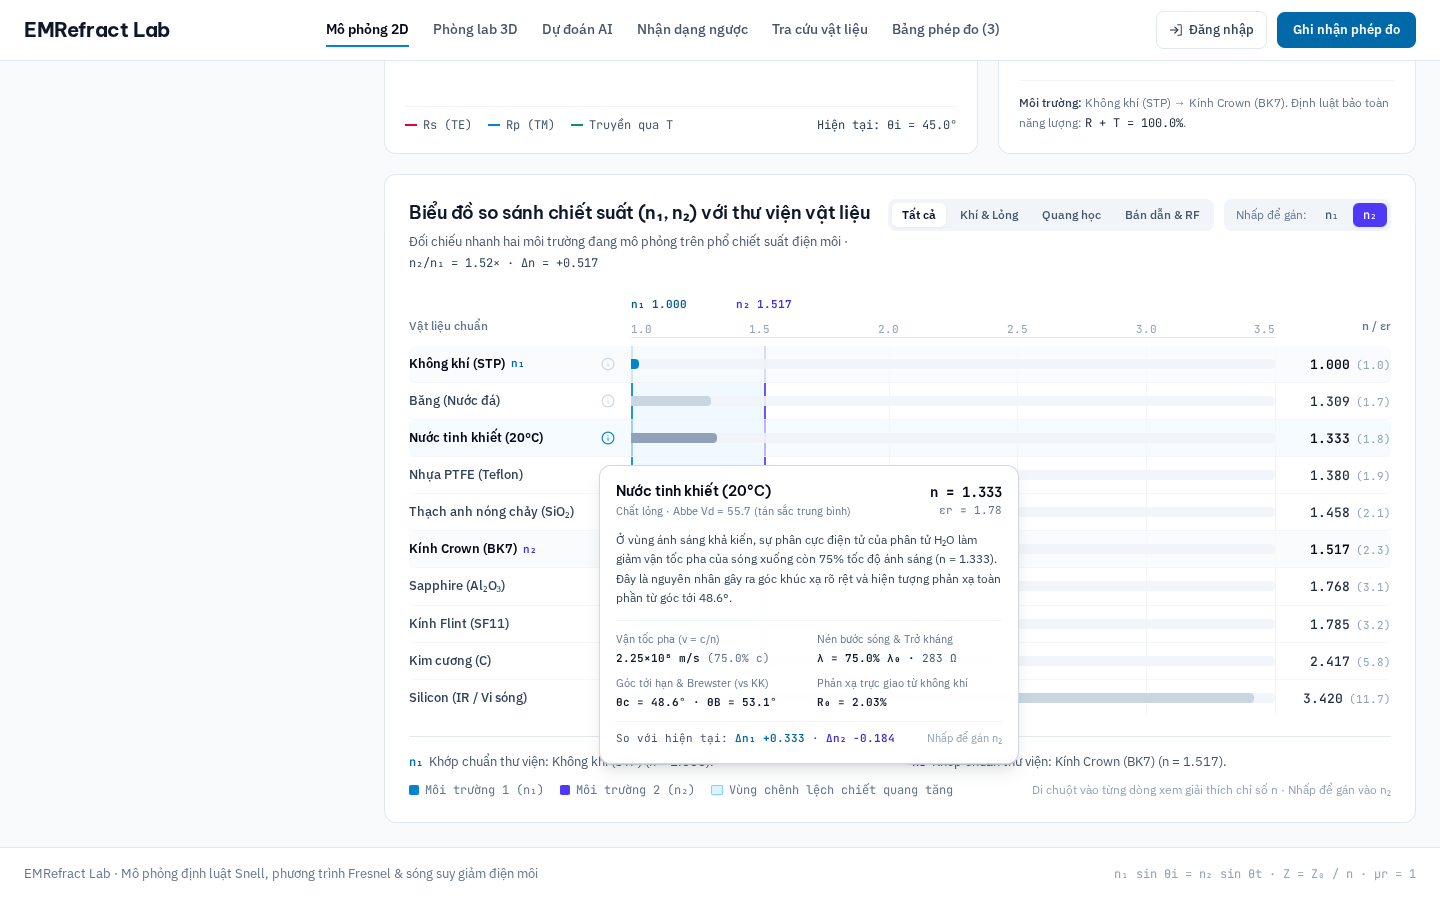 EMRefract Lab
Mô phỏng 2D
Phòng lab 3D
Dự đoán AI
Nhận dạng ngược
Tra cứu vật liệu
Bảng phép đo (3)
Đăng nhập
Ghi nhận phép đo
Rs (TE)
Rp (TM)
Truyền qua T
Hiện tại: θi = 45.0°
Môi trường: Không khí (STP) → Kính Crown (BK7). Định luật bảo toàn
năng lượng: R + T = 100.0%.
Biểu đồ so sánh chiết suất (n₁, n₂) với thư viện vật liệu
Tất cả
Khí & Lỏng
Quang học
Bán dẫn & RF
Nhấp để gán:
n₁
n₂
Đối chiếu nhanh hai môi trường đang mô phỏng trên phổ chiết suất điện môi ·
n₂/n₁ = 1.52× · Δn = +0.517
n₁ 1.000
n₂ 1.517
Vật liệu chuẩn
1.0
1.5
2.0
2.5
3.0
3.5
n / εr
Không khí (STP) n₁
1.000 (1.0)
Băng (Nước đá)
1.309 (1.7)
Nước tinh khiết (20°C)
1.333 (1.8)
Nhựa PTFE (Teflon)
1.380 (1.9)
Thạch anh nóng chảy (SiO₂)
1.458 (2.1)
Kính Crown (BK7) n₂
1.517 (2.3)
Sapphire (Al₂O₃)
1.768 (3.1)
Kính Flint (SF11)
1.785 (3.2)
Kim cương (C)
2.417 (5.8)
Silicon (IR / Vi sóng)
3.420 (11.7)
Nước tinh khiết (20°C)
n = 1.333
Chất lỏng · Abbe Vd = 55.7 (tán sắc trung bình)
εr = 1.78
Ở vùng ánh sáng khả kiến, sự phân cực điện tử của phân tử H₂O làm
giảm vận tốc pha của sóng xuống còn 75% tốc độ ánh sáng (n = 1.333).
Đây là nguyên nhân gây ra góc khúc xạ rõ rệt và hiện tượng phản xạ toàn
phần từ góc tới 48.6°.
Vận tốc pha (v = c/n)
Nén bước sóng & Trở kháng
2.25×10⁸ m/s (75.0% c)
λ = 75.0% λ₀ · 283 Ω
Góc tới hạn & Brewster (vs KK)
Phản xạ trực giao từ không khí
θc = 48.6° · θB = 53.1°
R₀ = 2.03%
So với hiện tại: Δn₁ +0.333 · Δn₂ -0.184
Nhấp để gán n₂
n₁ Khớp chuẩn thư viện: Không khí
thư viện: Kính Crown (BK7) (n = 1.517).
Môi trường 1 (n₁)
Môi trường 2 (n₂)
Vùng chênh lệch chiết quang tăng
Di chuột vào từng dòng xem giải thích chỉ số n · Nhấp để gán vào n₂
EMRefract Lab · Mô phỏng định luật Snell, phương trình Fresnel & sóng suy giảm điện môi
n₁ sin θi = n₂ sin θt · Z = Z₀ / n · μr = 1